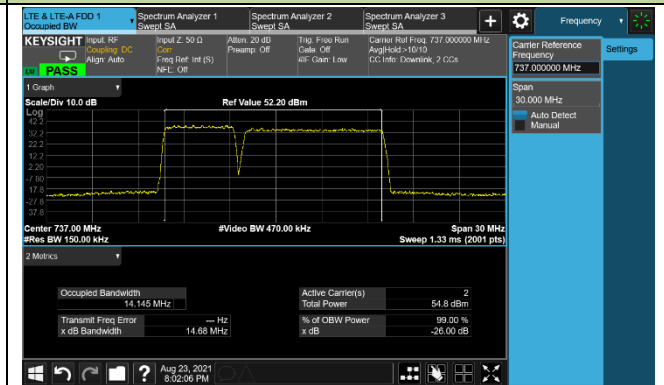 LTE & LTE-A FDD 1
Occupied BW
Spectrum Analyzer 1
Swept SA
Spectrum Analyzer 2
Swept SA
Spectrum Analyzer 3
Swept SA
+
Frequency
KEYSIGHT
Input: RF
Coupling: DC
Align: Auto
Input Z: 50 Ω
Corr
Freq Ref: Int (S)
NFE: Off
Atten: 20 dB
Preamp: Off
Trig: Free Run
Gate: Off
#IF Gain: Low
Carrier Ref Freq: 737.000000 MHz
Avg|Hold:>10/10
CC Info: Downlink, 2 CCs
PASS
Carrier Reference
Frequency
737.000000 MHz
Settings
Span
30.000 MHz
Auto Detect
Manual
1 Graph
Scale/Div 10.0 dB
Ref Value 52.20 dBm
Log
42.2
32.2
22.2
12.2
2.20
-7.80
-17.8
-27.8
-37.8
Center 737.00 MHz
#Video BW 470.00 kHz
Span 30 MHz
#Res BW 150.00 kHz
Sweep 1.33 ms (2001 pts)
2 Metrics
Occupied Bandwidth
14.145 MHz
Active Carrier(s) 2
Total Power 54.8 dBm
Transmit Freq Error --- Hz
x dB Bandwidth 14.68 MHz
% of OBW Power 99.00 %
x dB -26.00 dB
?
Aug 23, 2021
8:02:06 PM